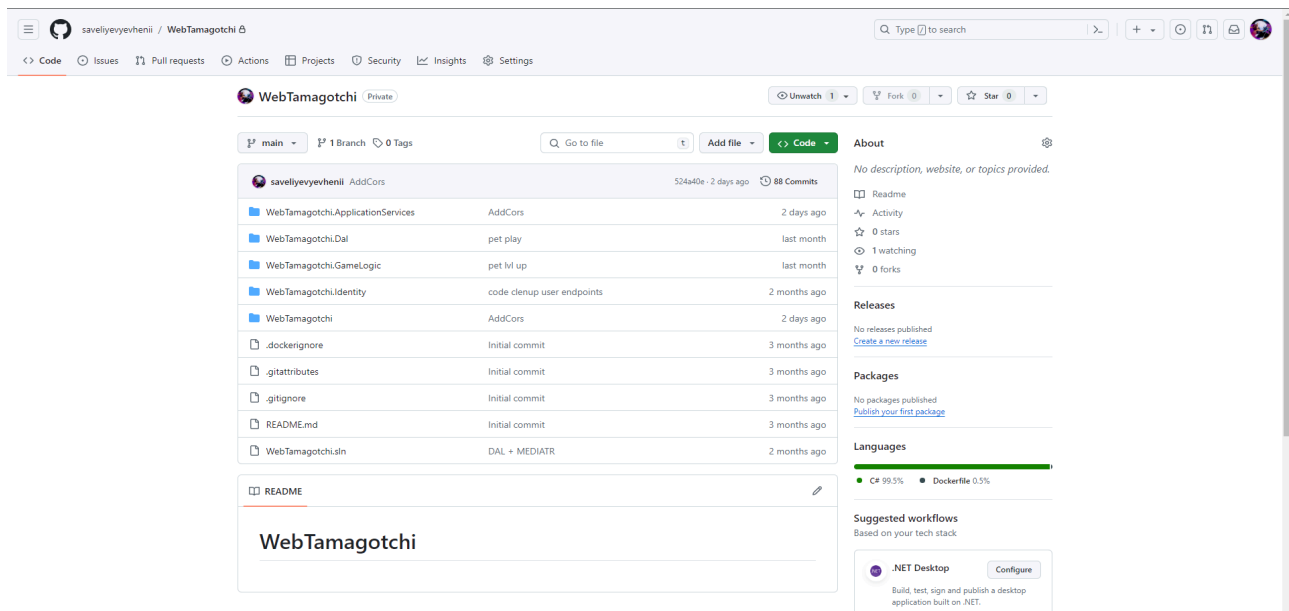 saveliyevyevhenii / WebTamagotchi
Type / to search
Code Issues Pull requests Actions Projects Security Insights Settings
WebTamagotchi Private
Unwatch 1 Fork 0 Star 0
main 1 Branch 0 Tags Go to file t Add file Code
saveliyevyevhenii AddCors 524a40e · 2 days ago 88 Commits
WebTamagotchi.ApplicationServices AddCors 2 days ago
WebTamagotchi.Dal pet play last month
WebTamagotchi.GameLogic pet lvl up last month
WebTamagotchi.Identity code clenup user endpoints 2 months ago
WebTamagotchi AddCors 2 days ago
.dockerignore Initial commit 3 months ago
.gitattributes Initial commit 3 months ago
.gitignore Initial commit 3 months ago
README.md Initial commit 3 months ago
WebTamagotchi.sln DAL + MEDIATR 2 months ago
README
WebTamagotchi
About
No description, website, or topics provided.
Readme
Activity
0 stars
1 watching
0 forks
Releases
No releases published
Create a new release
Packages
No packages published
Publish your first package
Languages
C# 99.5% Dockerfile 0.5%
Suggested workflows
Based on your tech stack
.NET Desktop Configure
Build, test, sign and publish a desktop
application built on .NET.